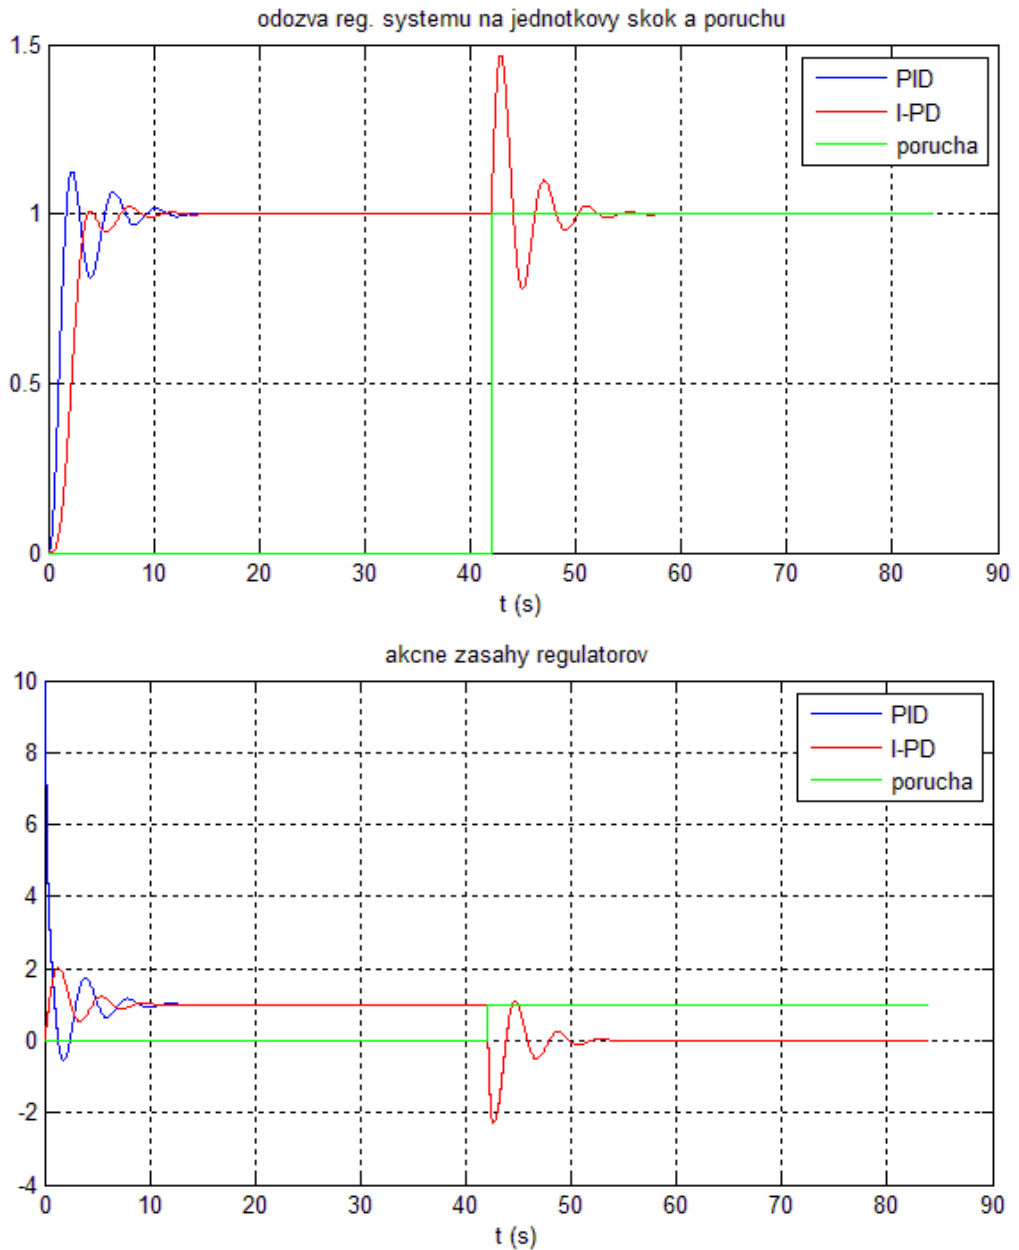 odozva reg. systemu na jednotkovy skok a poruchu
1.5
1
0.5
0
PID
I-PD
porucha
0 10 20 30 40 50 60 70 80 90
t (s)
akcne zasahy regulatorov
10
8
6
4
2
0
-2
-4
PID
I-PD
porucha
0 10 20 30 40 50 60 70 80 90
t (s)